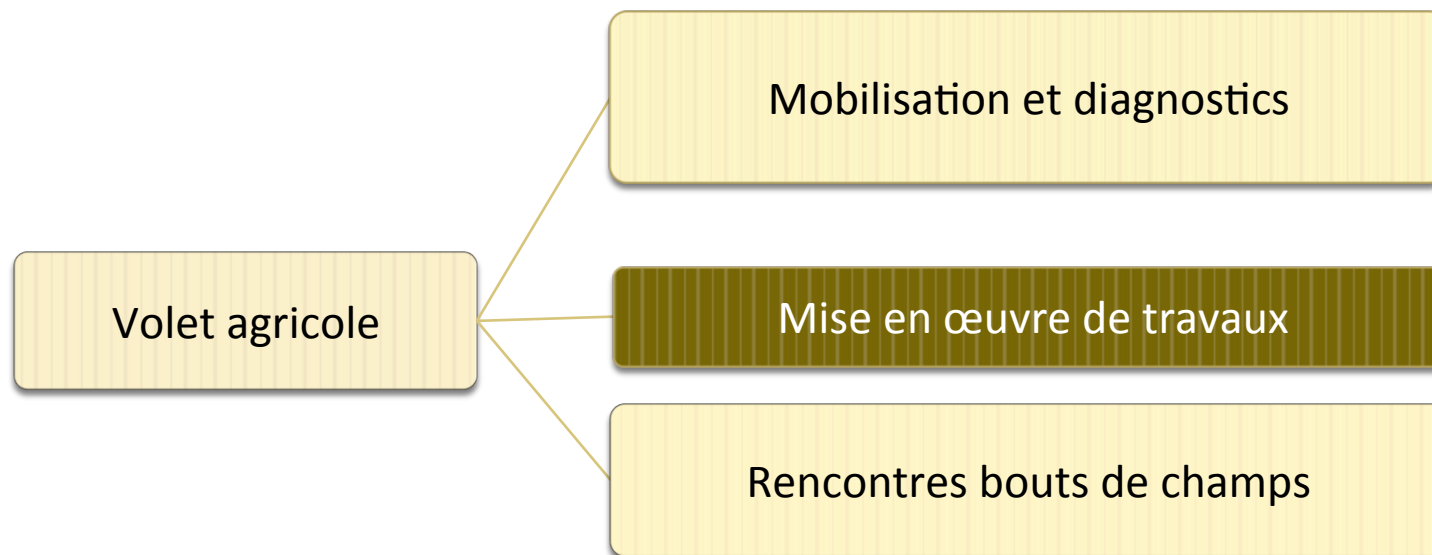 Mobilisation et diagnostics
Volet agricole
Mise en œuvre de travaux
Rencontres bouts de champs